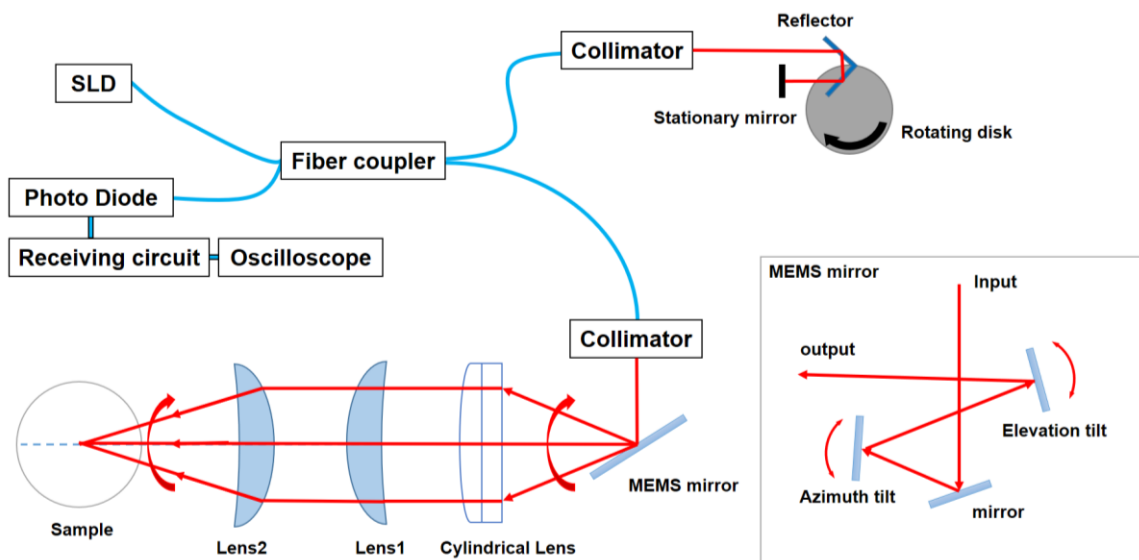 Reflector
Collimator
SLD
Stationary mirror
Rotating disk
Fiber coupler
Photo Diode
Receiving circuit
Oscilloscope
MEMS mirror
Input
Collimator
output
Elevation tilt
MEMS mirror
Azimuth tilt
mirror
Sample
Lens2
Lens1
Cylindrical Lens